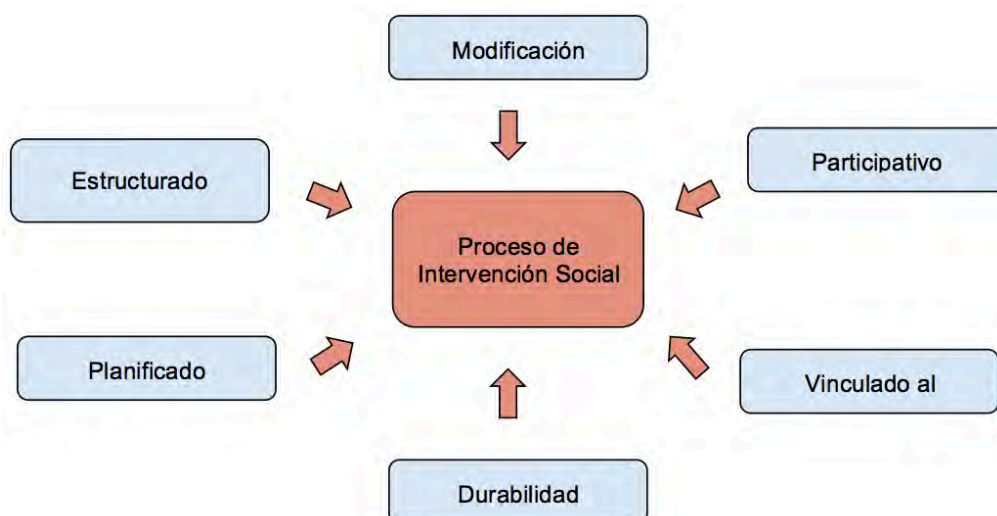 Modificación
Estructurado
Participativo
Proceso de
Intervención Social
Planificado
Vinculado al
Durabilidad